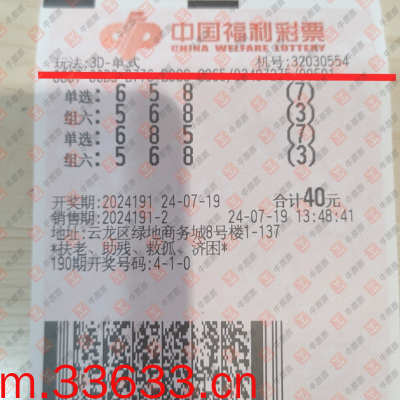 中国福利彩票
CHINA WELFARE LOTTERY
玩法:3D-单式 机号:32030554
单选: 6 5 8 (7)
组六: 5 6 8 (3)
单选: 6 8 5 (7)
组六: 5 6 8 (3)
开奖期:2024191 24-07-19 合计40元
销售期:2024191-2 24-07-19 13:48:41
地址:云龙区绿地商务城8号楼1-137
*扶老、助残、救孤、济困*
190期开奖号码:4-1-0
m.33633.cn